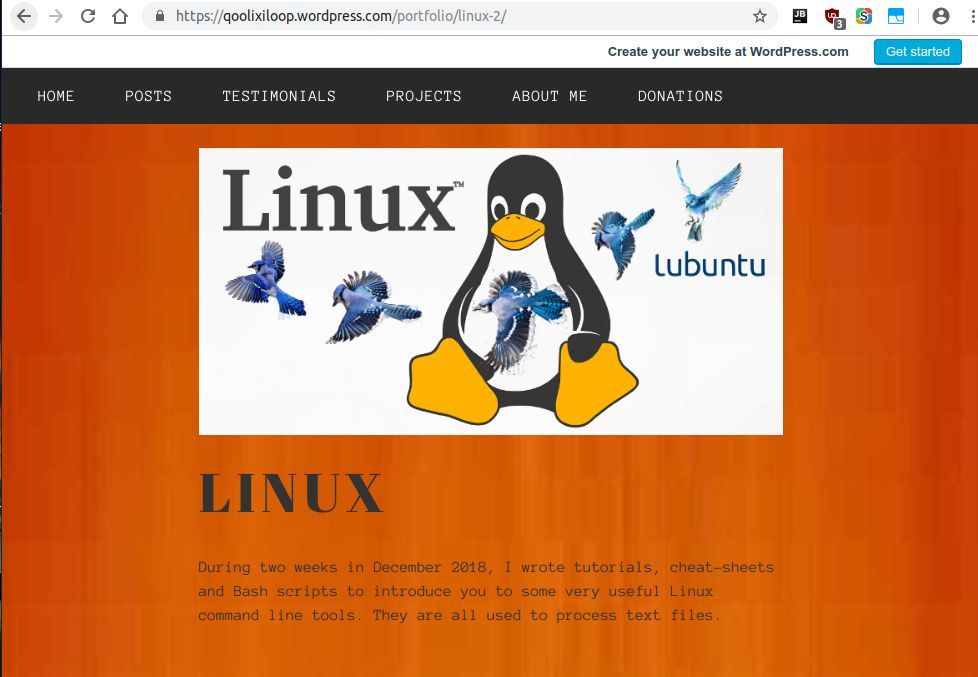 https://qoolixiloop.wordpress.com/portfolio/linux-2/
JB
3
S
Create your website at WordPress.com
Get started
HOME
POSTS
TESTIMONIALS
PROJECTS
ABOUT ME
DONATIONS
Linux™
lubuntu
LINUX
During two weeks in December 2018, I wrote tutorials, cheat-sheets
and Bash scripts to introduce you to some very useful Linux
command line tools. They are all used to process text files.